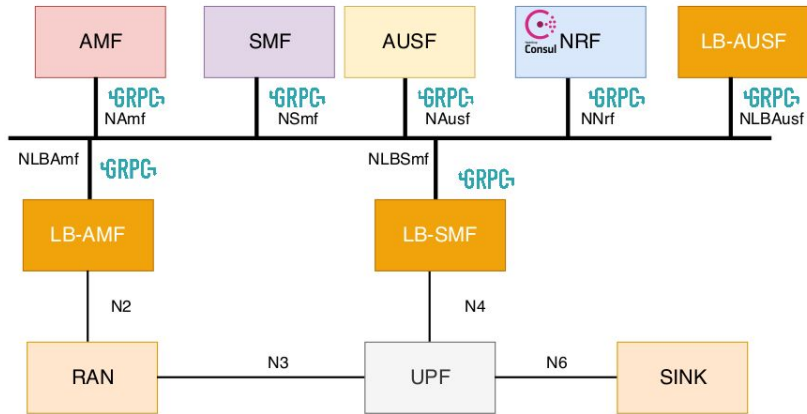 AMF
SMF
AUSF
Consul
NRF
LB-AUSF
GRPC
NAmf
GRPC
NSmf
GRPC
NAusf
GRPC
NNrf
GRPC
NLBAusf
NLBAmf
GRPC
NLBSmf
GRPC
LB-AMF
LB-SMF
N2
N4
RAN
N3
UPF
N6
SINK